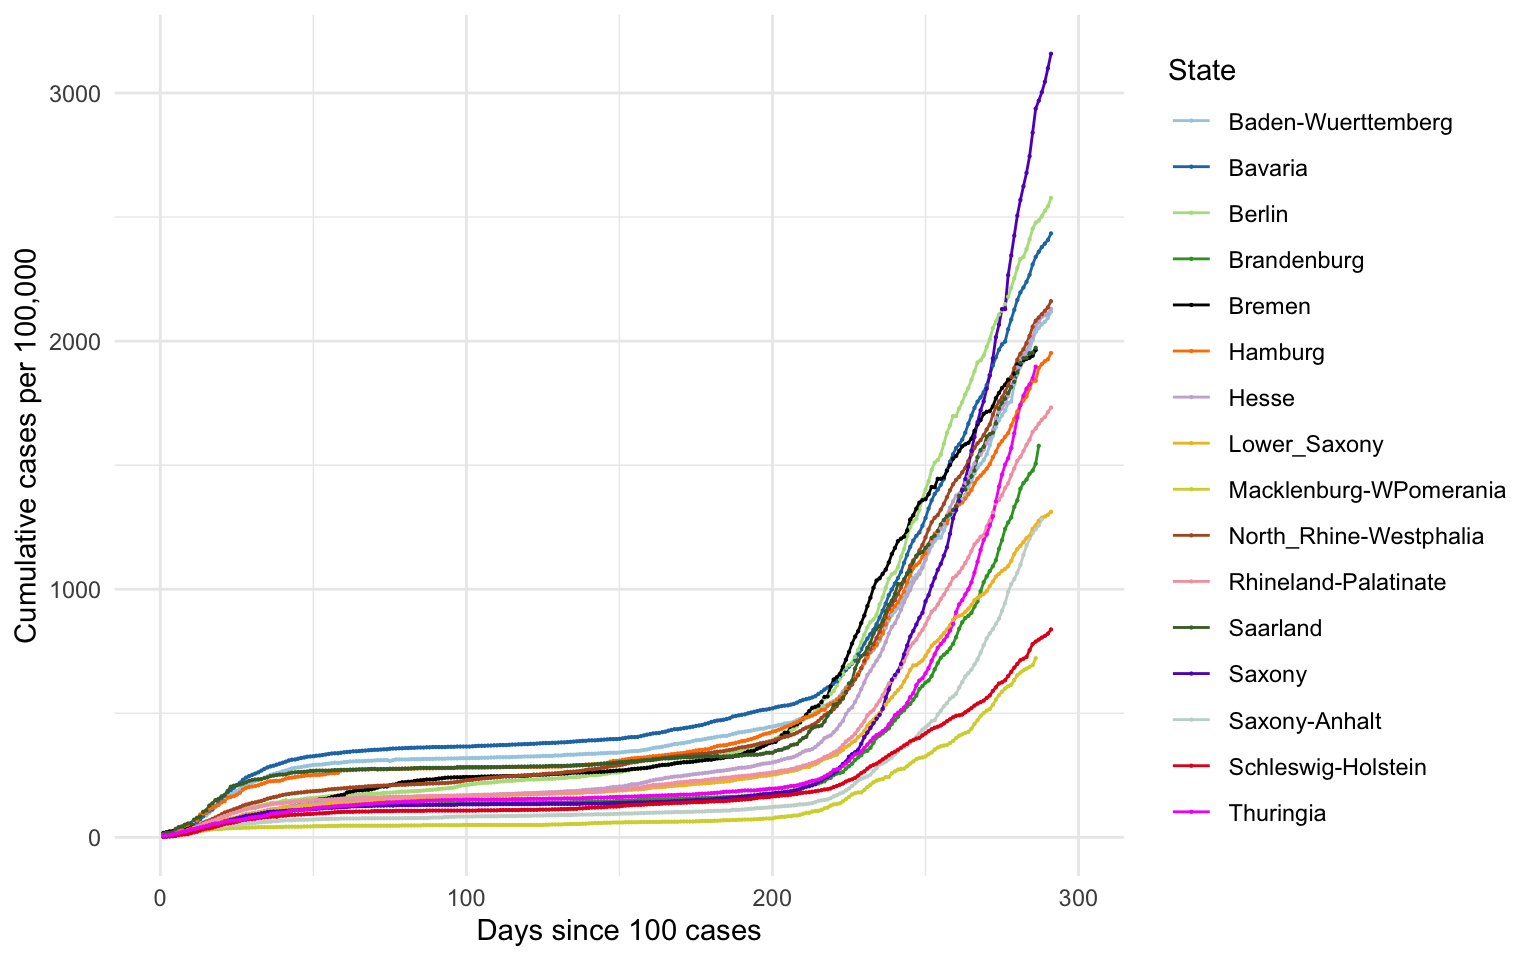 3000
2000
1000
0
0
100
200
300
Days since 100 cases
Cumulative cases per 100,000
State
Baden-Wuerttemberg
Bavaria
Berlin
Brandenburg
Bremen
Hamburg
Hesse
Lower_Saxony
Macklenburg-WPomerania
North_Rhine-Westphalia
Rhineland-Palatinate
Saarland
Saxony
Saxony-Anhalt
Schleswig-Holstein
Thuringia